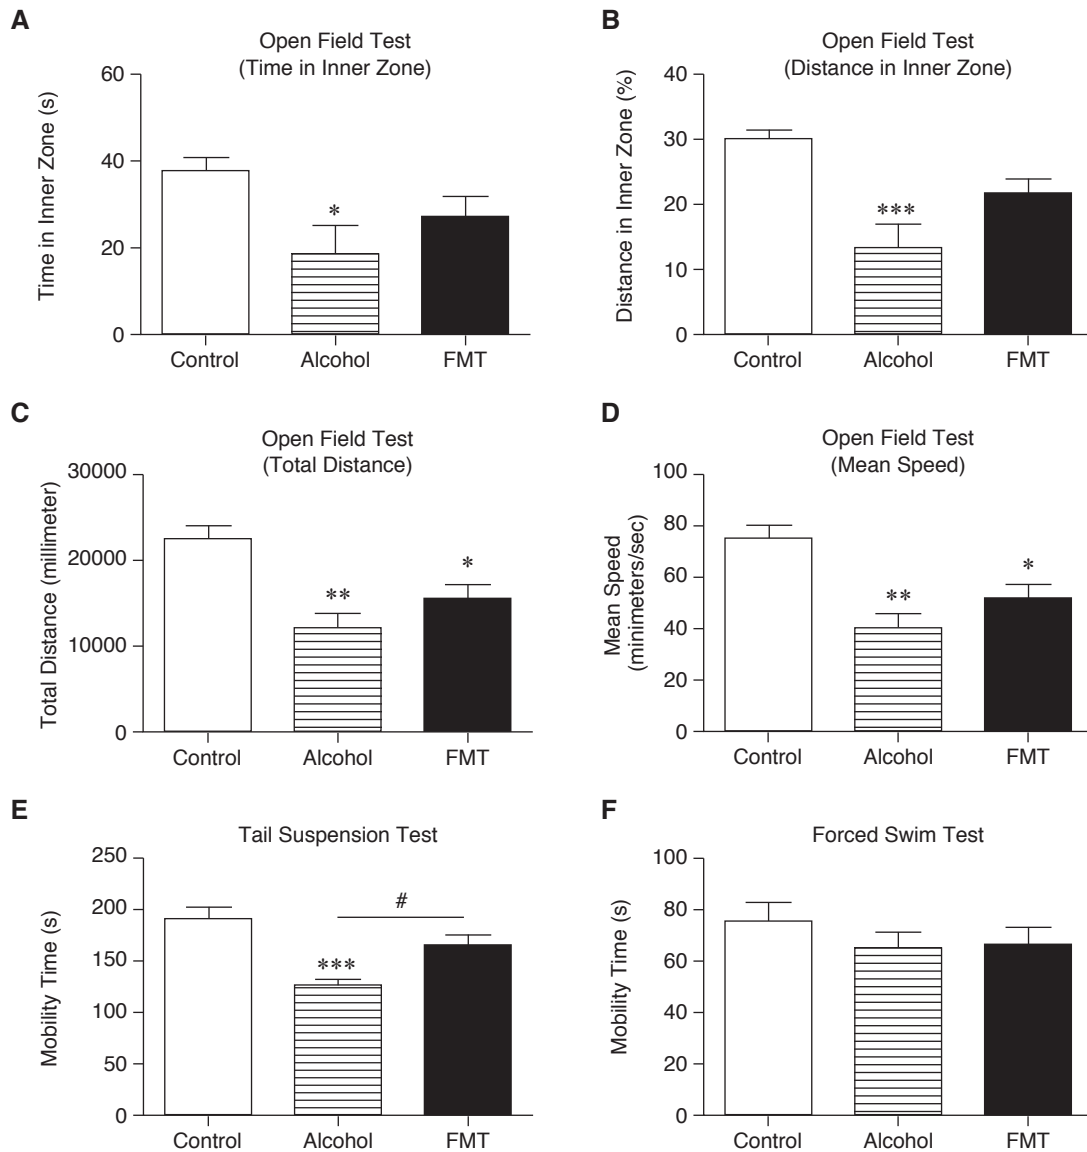 A
Open Field Test
(Time in Inner Zone)
Time in Inner Zone (s)
60
40
20
0
*
Control
Alcohol
FMT
B
Open Field Test
(Distance in Inner Zone)
Distance in Inner Zone (%)
40
30
20
10
0
***
Control
Alcohol
FMT
C
Open Field Test
(Total Distance)
Total Distance (millimeter)
30000
20000
10000
0
**
*
Control
Alcohol
FMT
D
Open Field Test
(Mean Speed)
Mean Speed
(minimeters/sec)
100
80
60
40
20
0
**
*
Control
Alcohol
FMT
E
Tail Suspension Test
Mobility Time (s)
250
200
150
100
50
0
***
#
Control
Alcohol
FMT
F
Forced Swim Test
Mobility Time (s)
100
80
60
40
20
0
Control
Alcohol
FMT